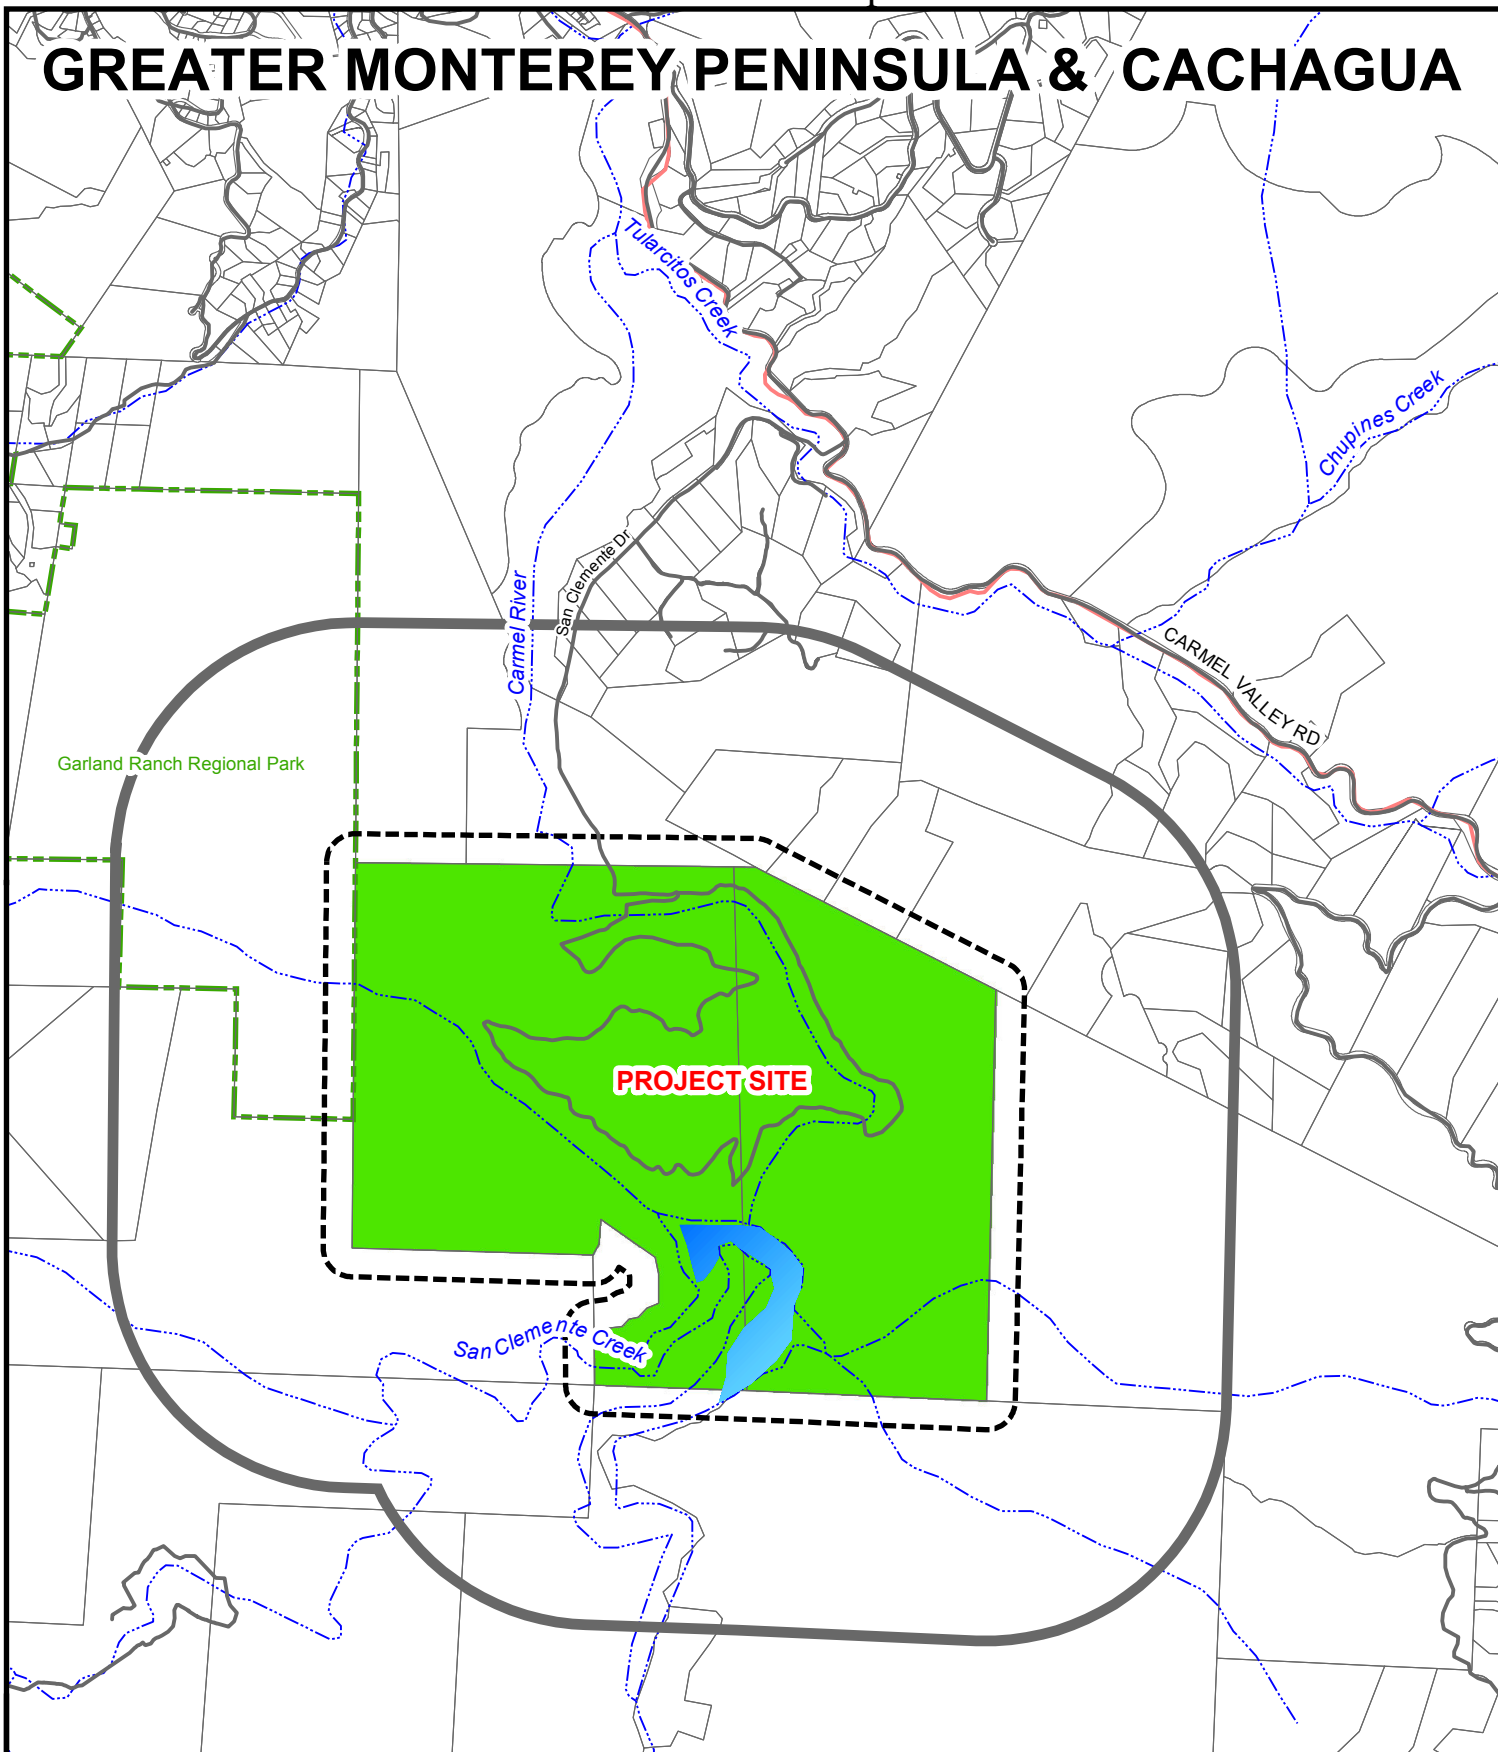 GREATER MONTEREY PENINSULA & CACHAGUA
Tularcitos Creek
Chupines Creek
San Clemente Dr
Carmel River
CARMEL VALLEY RD
Garland Ranch Regional Park
PROJECT SITE
San Clemente Creek